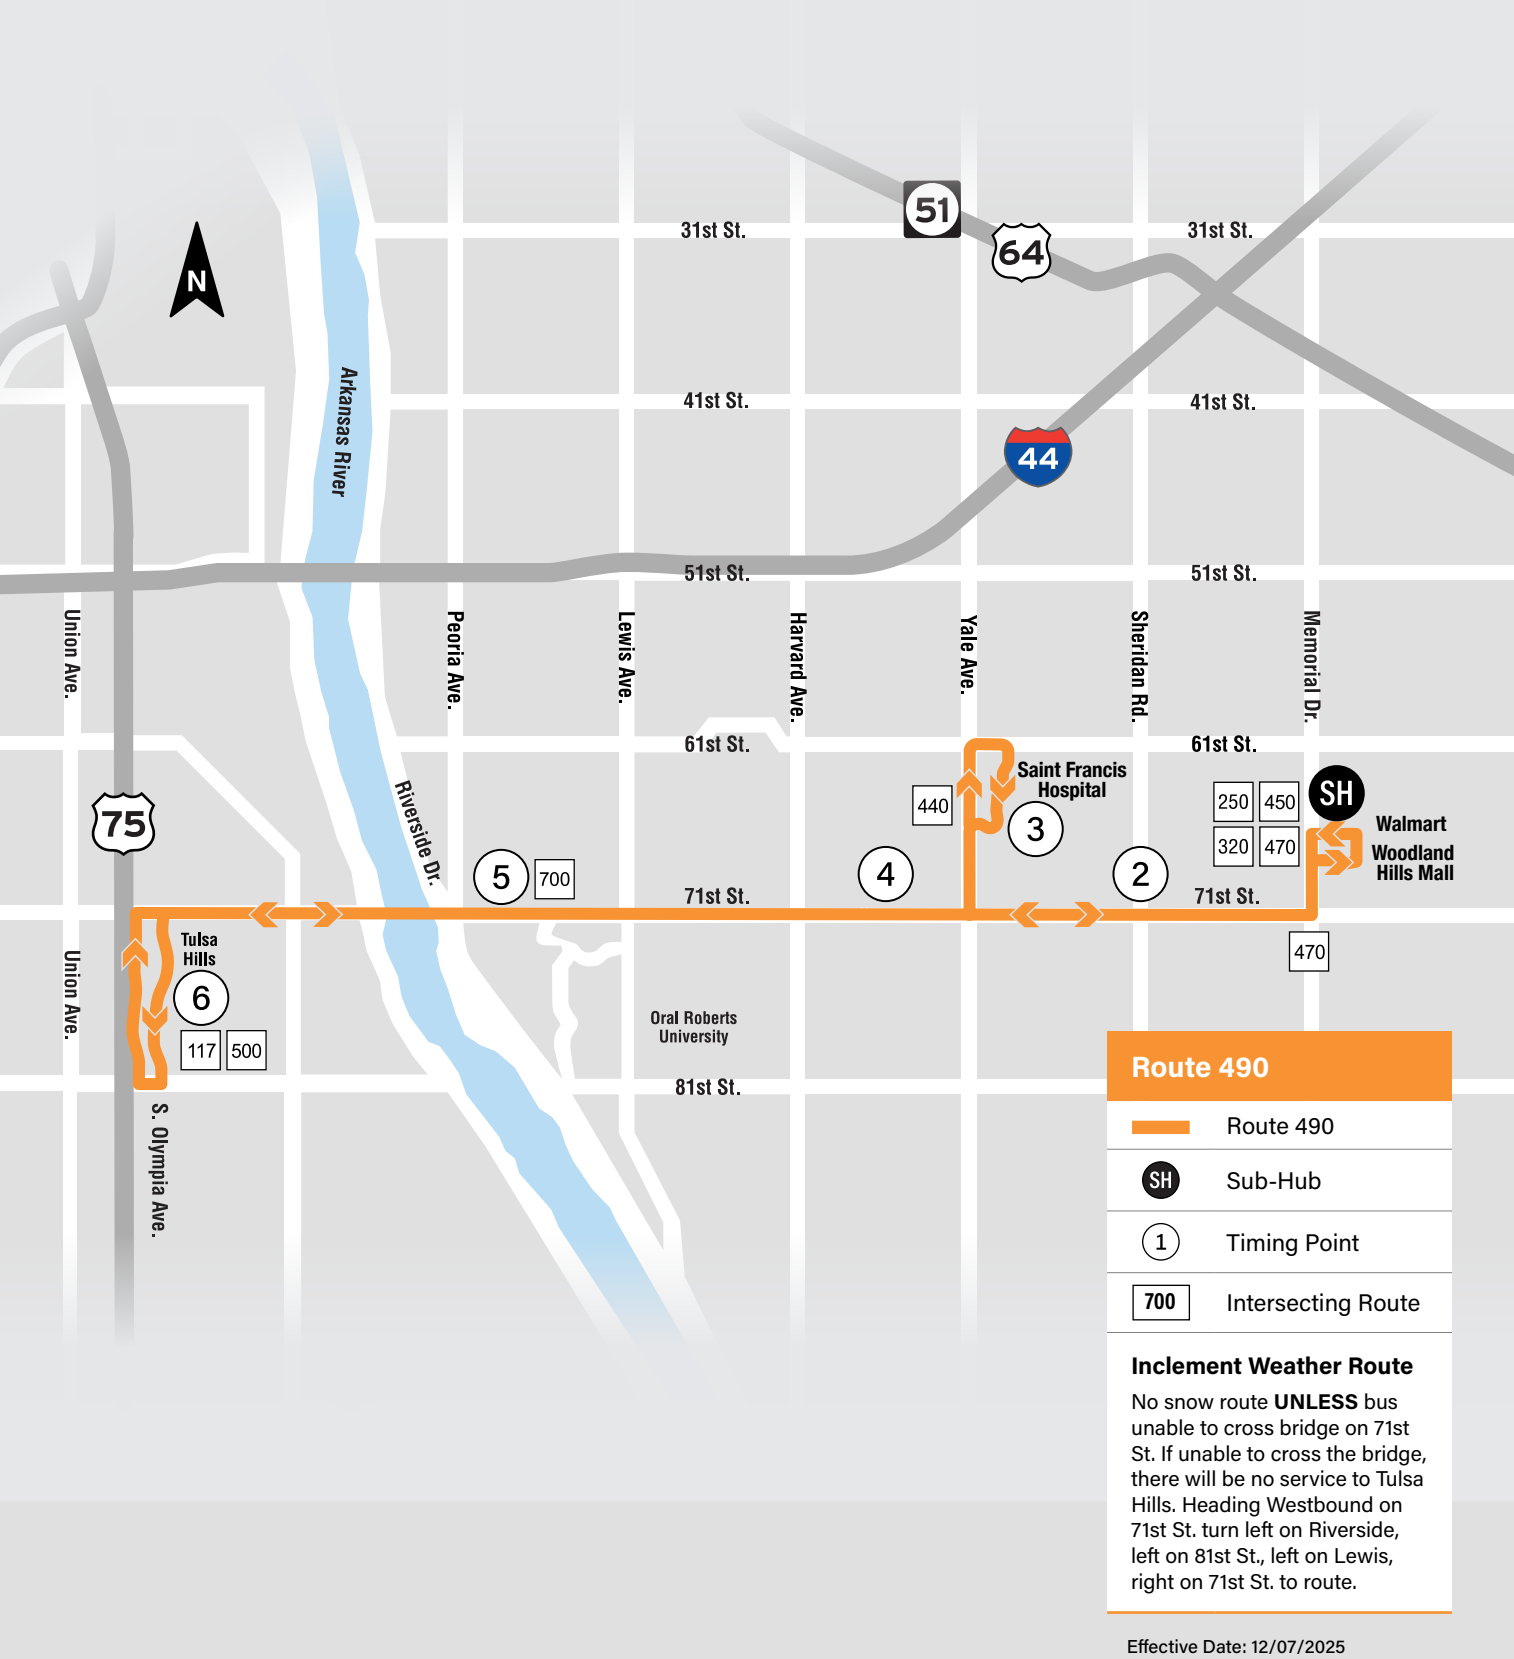 51
31st St.
31st St.
64
N
Arkansas River
41st St.
41st St.
44
51st St.
51st St.
Union Ave.
Peoria Ave.
Lewis Ave.
Harvard Ave.
Yale Ave.
Sheridan Rd.
Memorial Dr.
61st St.
61st St.
Saint Francis
Hospital
440
3
250
450
SH
320
470
Walmart
Woodland
Hills Mall
75
Riverside Dr.
5
700
4
2
71st St.
71st St.
470
Union Ave.
Tulsa
Hills
6
117
500
Oral Roberts
University
81st St.
S. Olympia Ave.
Route 490
Route 490
SH
Sub-Hub
1
Timing Point
700
Intersecting Route
Inclement Weather Route
No snow route UNLESS bus
unable to cross bridge on 71st
St. If unable to cross the bridge,
there will be no service to Tulsa
Hills. Heading Westbound on
71st St. turn left on Riverside,
left on 81st St., left on Lewis,
right on 71st St. to route.
Effective Date: 12/07/2025